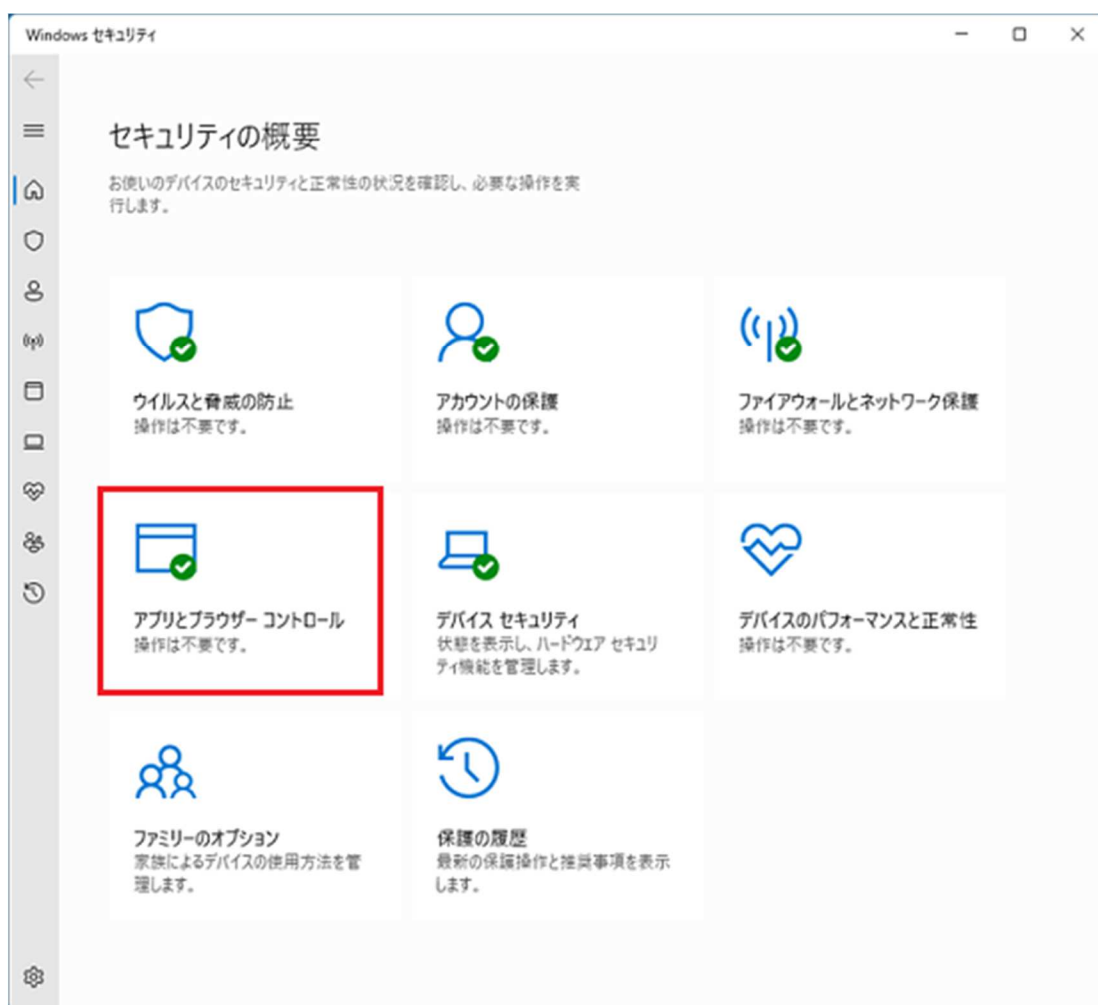 Windows セキュリティ
セキュリティの概要
お使いのデバイスのセキュリティと正常性の状況を確認し、必要な操作を実
行します。
ウイルスと脅威の防止
操作は不要です。
アカウントの保護
操作は不要です。
ファイアウォールとネットワーク保護
操作は不要です。
アプリとブラウザー コントロール
操作は不要です。
デバイス セキュリティ
状態を表示し、ハードウェア セキュリ
ティ機能を管理します。
デバイスのパフォーマンスと正常性
操作は不要です。
ファミリーのオプション
家族によるデバイスの使用方法を管
理します。
保護の履歴
最新の保護操作と推奨事項を表示
します。